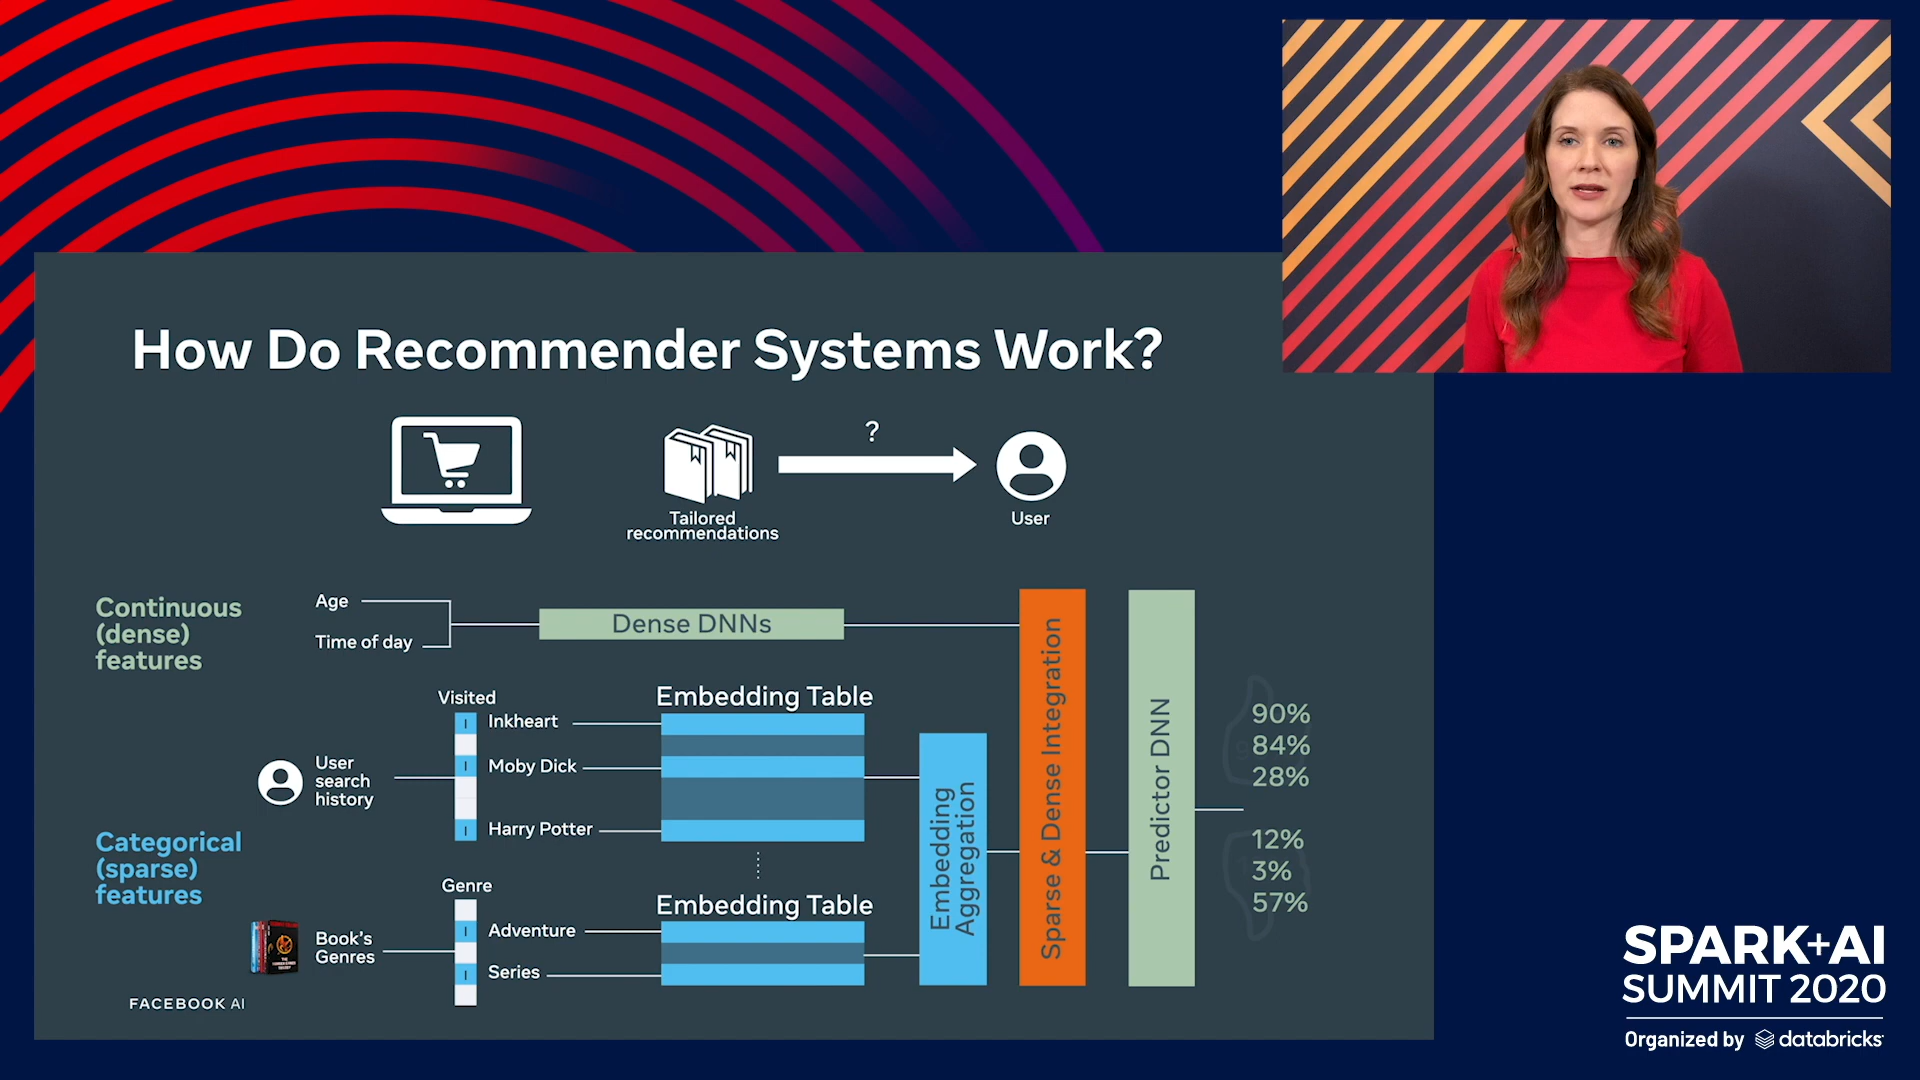 How Do Recommender Systems Work?
?
Tailored
recommendations
User
Continuous
(dense)
features
Age
Time of day
Dense DNNs
Visited
Inkheart
Moby Dick
Harry Potter
User
search
history
Embedding Table
Categorical
(sparse)
features
Genre
Adventure
Series
Book's
Genres
Embedding Table
Embedding
Aggregation
Sparse & Dense Integration
Predictor DNN
90%
84%
28%
12%
3%
57%
FACEBOOK AI
SPARK+AI
SUMMIT 2020
Organized by databricks